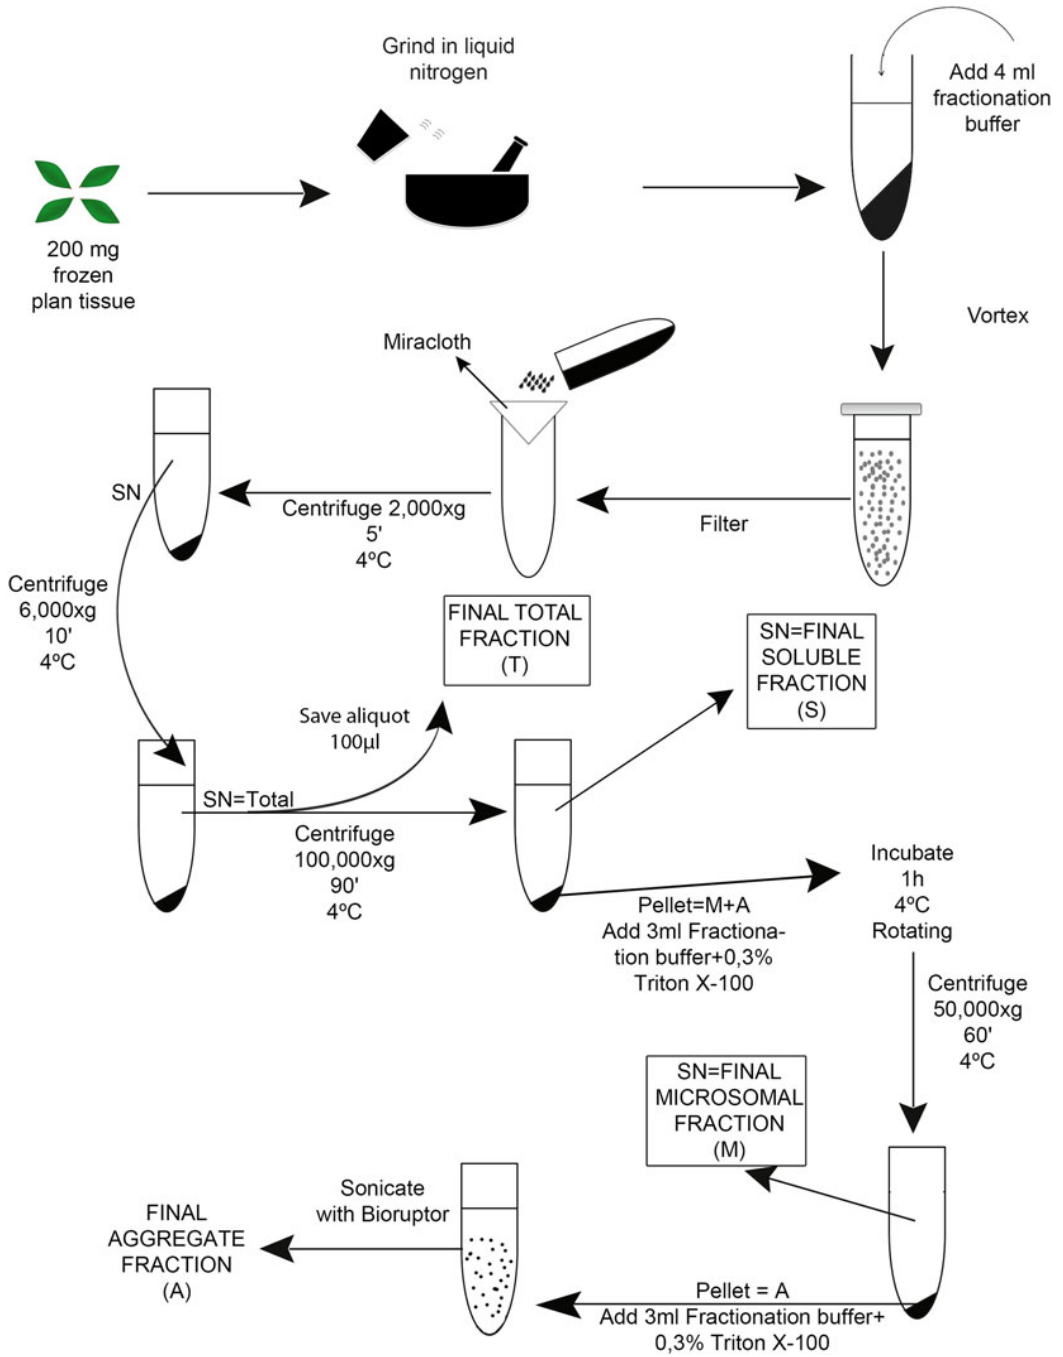 Grind in liquid
nitrogen
Add 4 ml
fractionation
buffer
200 mg
frozen
plan tissue
Vortex
Miracloth
Filter
Centrifuge 2,000xg
5'
4ºC
SN
Centrifuge
6,000xg
10'
4ºC
FINAL TOTAL
FRACTION
(T)
SN=FINAL
SOLUBLE
FRACTION
(S)
Save aliquot
100µl
SN=Total
Centrifuge
100,000xg
90'
4ºC
Pellet=M+A
Add 3ml Fractiona-
tion buffer+0,3%
Triton X-100
Incubate
1h
4ºC
Rotating
Centrifuge
50,000xg
60'
4ºC
SN=FINAL
MICROSOMAL
FRACTION
(M)
Pellet = A
Add 3ml Fractionation buffer+
0,3% Triton X-100
Sonicate
with Bioruptor
FINAL
AGGREGATE
FRACTION
(A)